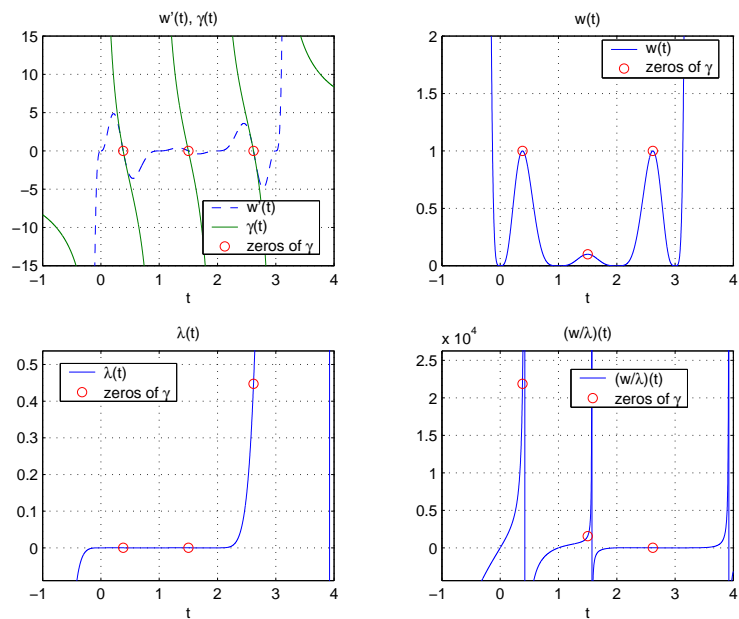 w'(t), γ(t)
15
10
5
0
−5
−10
−15
−1
0
1
2
3
4
t
w'(t)
γ(t)
zeros of γ
w(t)
2
1.5
1
0.5
0
−1
0
1
2
3
4
t
w(t)
zeros of γ
λ(t)
0.5
0.4
0.3
0.2
0.1
0
−1
0
1
2
3
4
t
λ(t)
zeros of γ
(w/λ)(t)
x 10^4
2.5
2
1.5
1
0.5
0
−1
0
1
2
3
4
t
(w/λ)(t)
zeros of γ